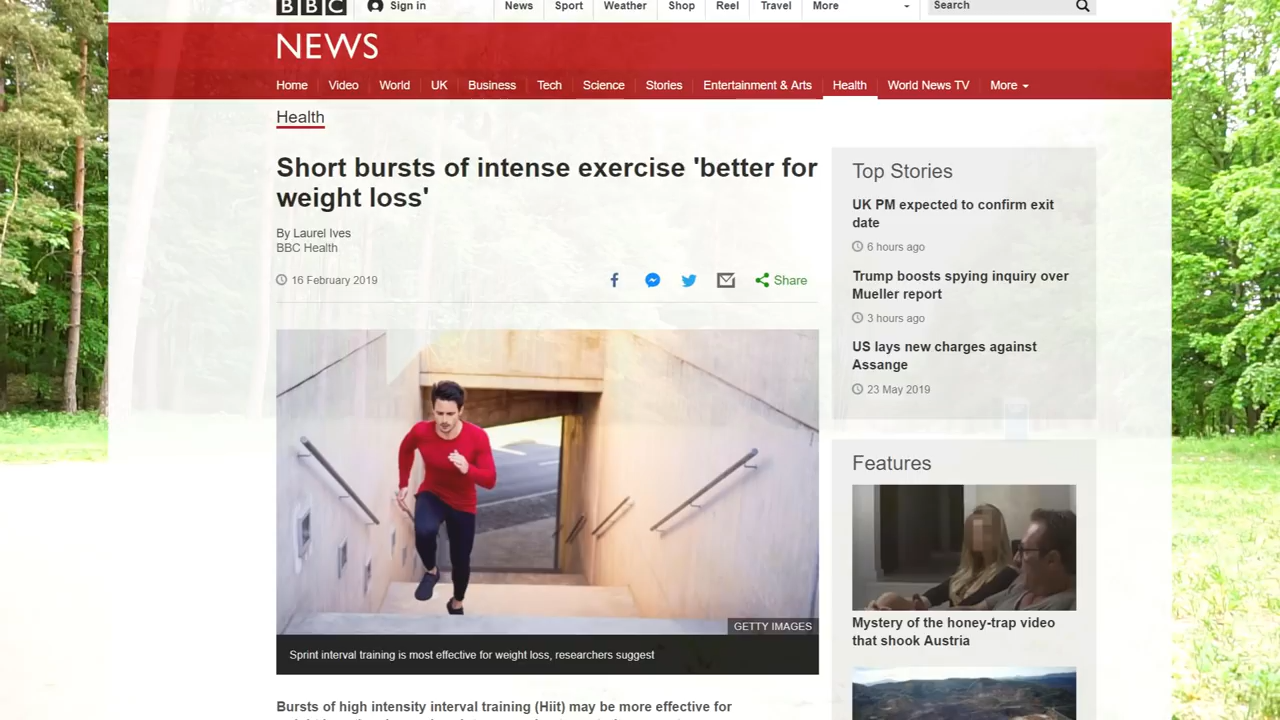 BBC
Sign in
News
Sport
Weather
Shop
Reel
Travel
More
Search
NEWS
Home
Video
World
UK
Business
Tech
Science
Stories
Entertainment & Arts
Health
World News TV
More
Health
Short bursts of intense exercise 'better for
weight loss'
By Laurel Ives
BBC Health
16 February 2019
Share
GETTY IMAGES
Sprint interval training is most effective for weight loss, researchers suggest
Bursts of high intensity interval training (Hiit) may be more effective for
Top Stories
UK PM expected to confirm exit
date
6 hours ago
Trump boosts spying inquiry over
Mueller report
3 hours ago
US lays new charges against
Assange
23 May 2019
Features
Mystery of the honey-trap video
that shook Austria